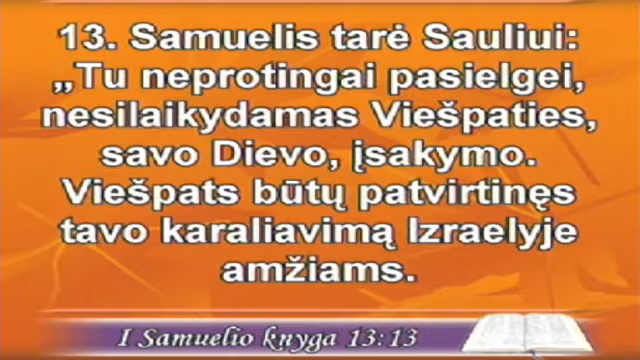 13. Samuelis tarė Sauliui:
„Tu neprotingai pasielgei,
nesilaikydamas Viešpaties,
savo Dievo, įsakymo.
Viešpats būtų patvirtinęs
tavo karaliavimą Izraelyje
amžiams.
I Samuelio knyga 13:13